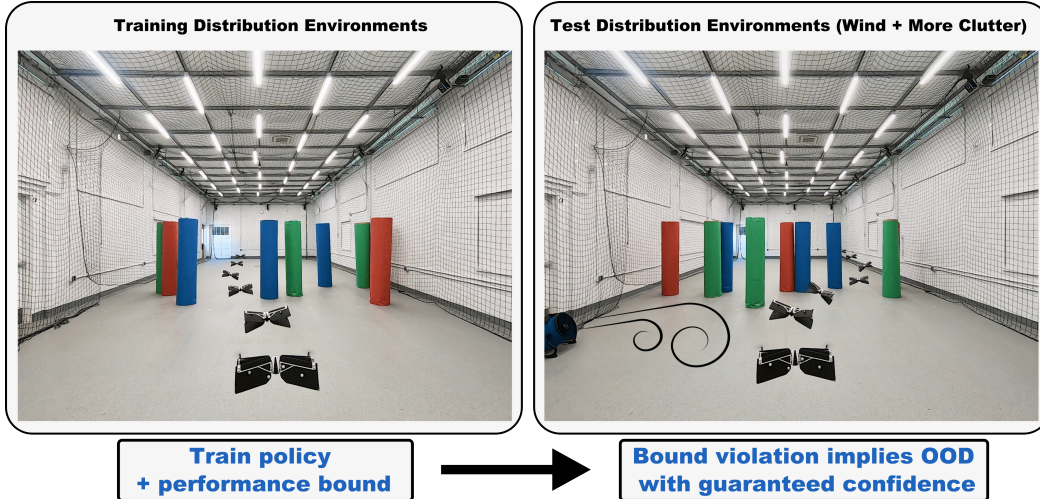 Training Distribution Environments
Test Distribution Environments (Wind + More Clutter)
Train policy
+ performance bound
Bound violation implies OOD
with guaranteed confidence